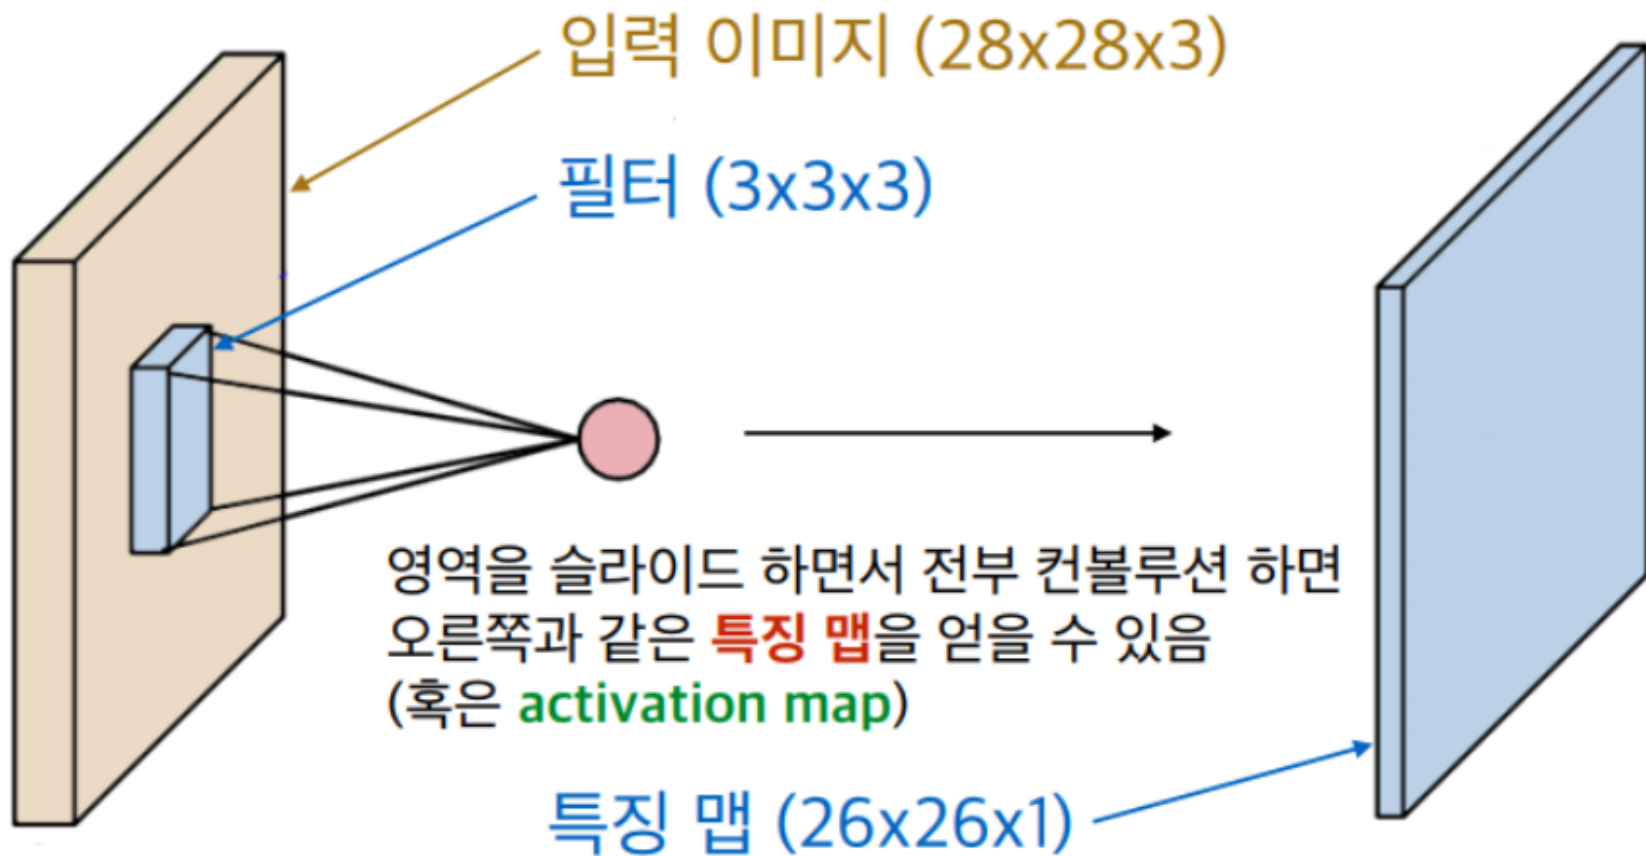 입력 이미지 (28x28x3)
필터 (3x3x3)
영역을 슬라이드 하면서 전부 컨볼루션 하면
오른쪽과 같은 특징 맵을 얻을 수 있음
(혹은 activation map)
특징 맵 (26x26x1)